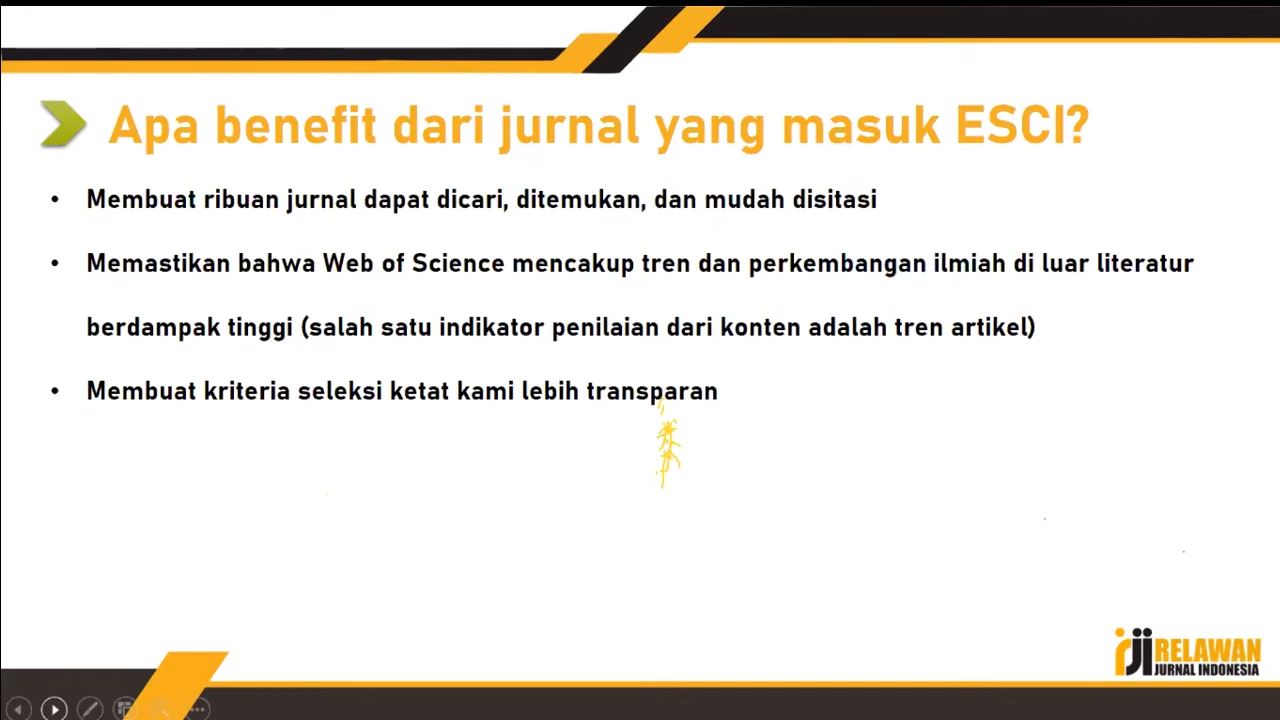 Apa benefit dari jurnal yang masuk ESCI?
• Membuat ribuan jurnal dapat dicari, ditemukan, dan mudah disitasi
• Memastikan bahwa Web of Science mencakup tren dan perkembangan ilmiah di luar literatur
berdampak tinggi (salah satu indikator penilaian dari konten adalah tren artikel)
• Membuat kriteria seleksi ketat kami lebih transparan
RELAWAN
JURNAL INDONESIA